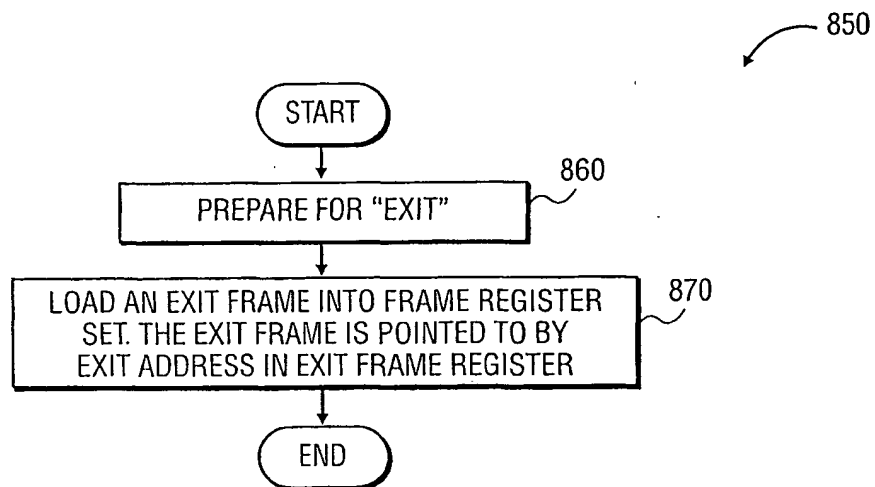 850
START
PREPARE FOR “EXIT”
860
LOAD AN EXIT FRAME INTO FRAME REGISTER
SET. THE EXIT FRAME IS POINTED TO BY
EXIT ADDRESS IN EXIT FRAME REGISTER
870
END